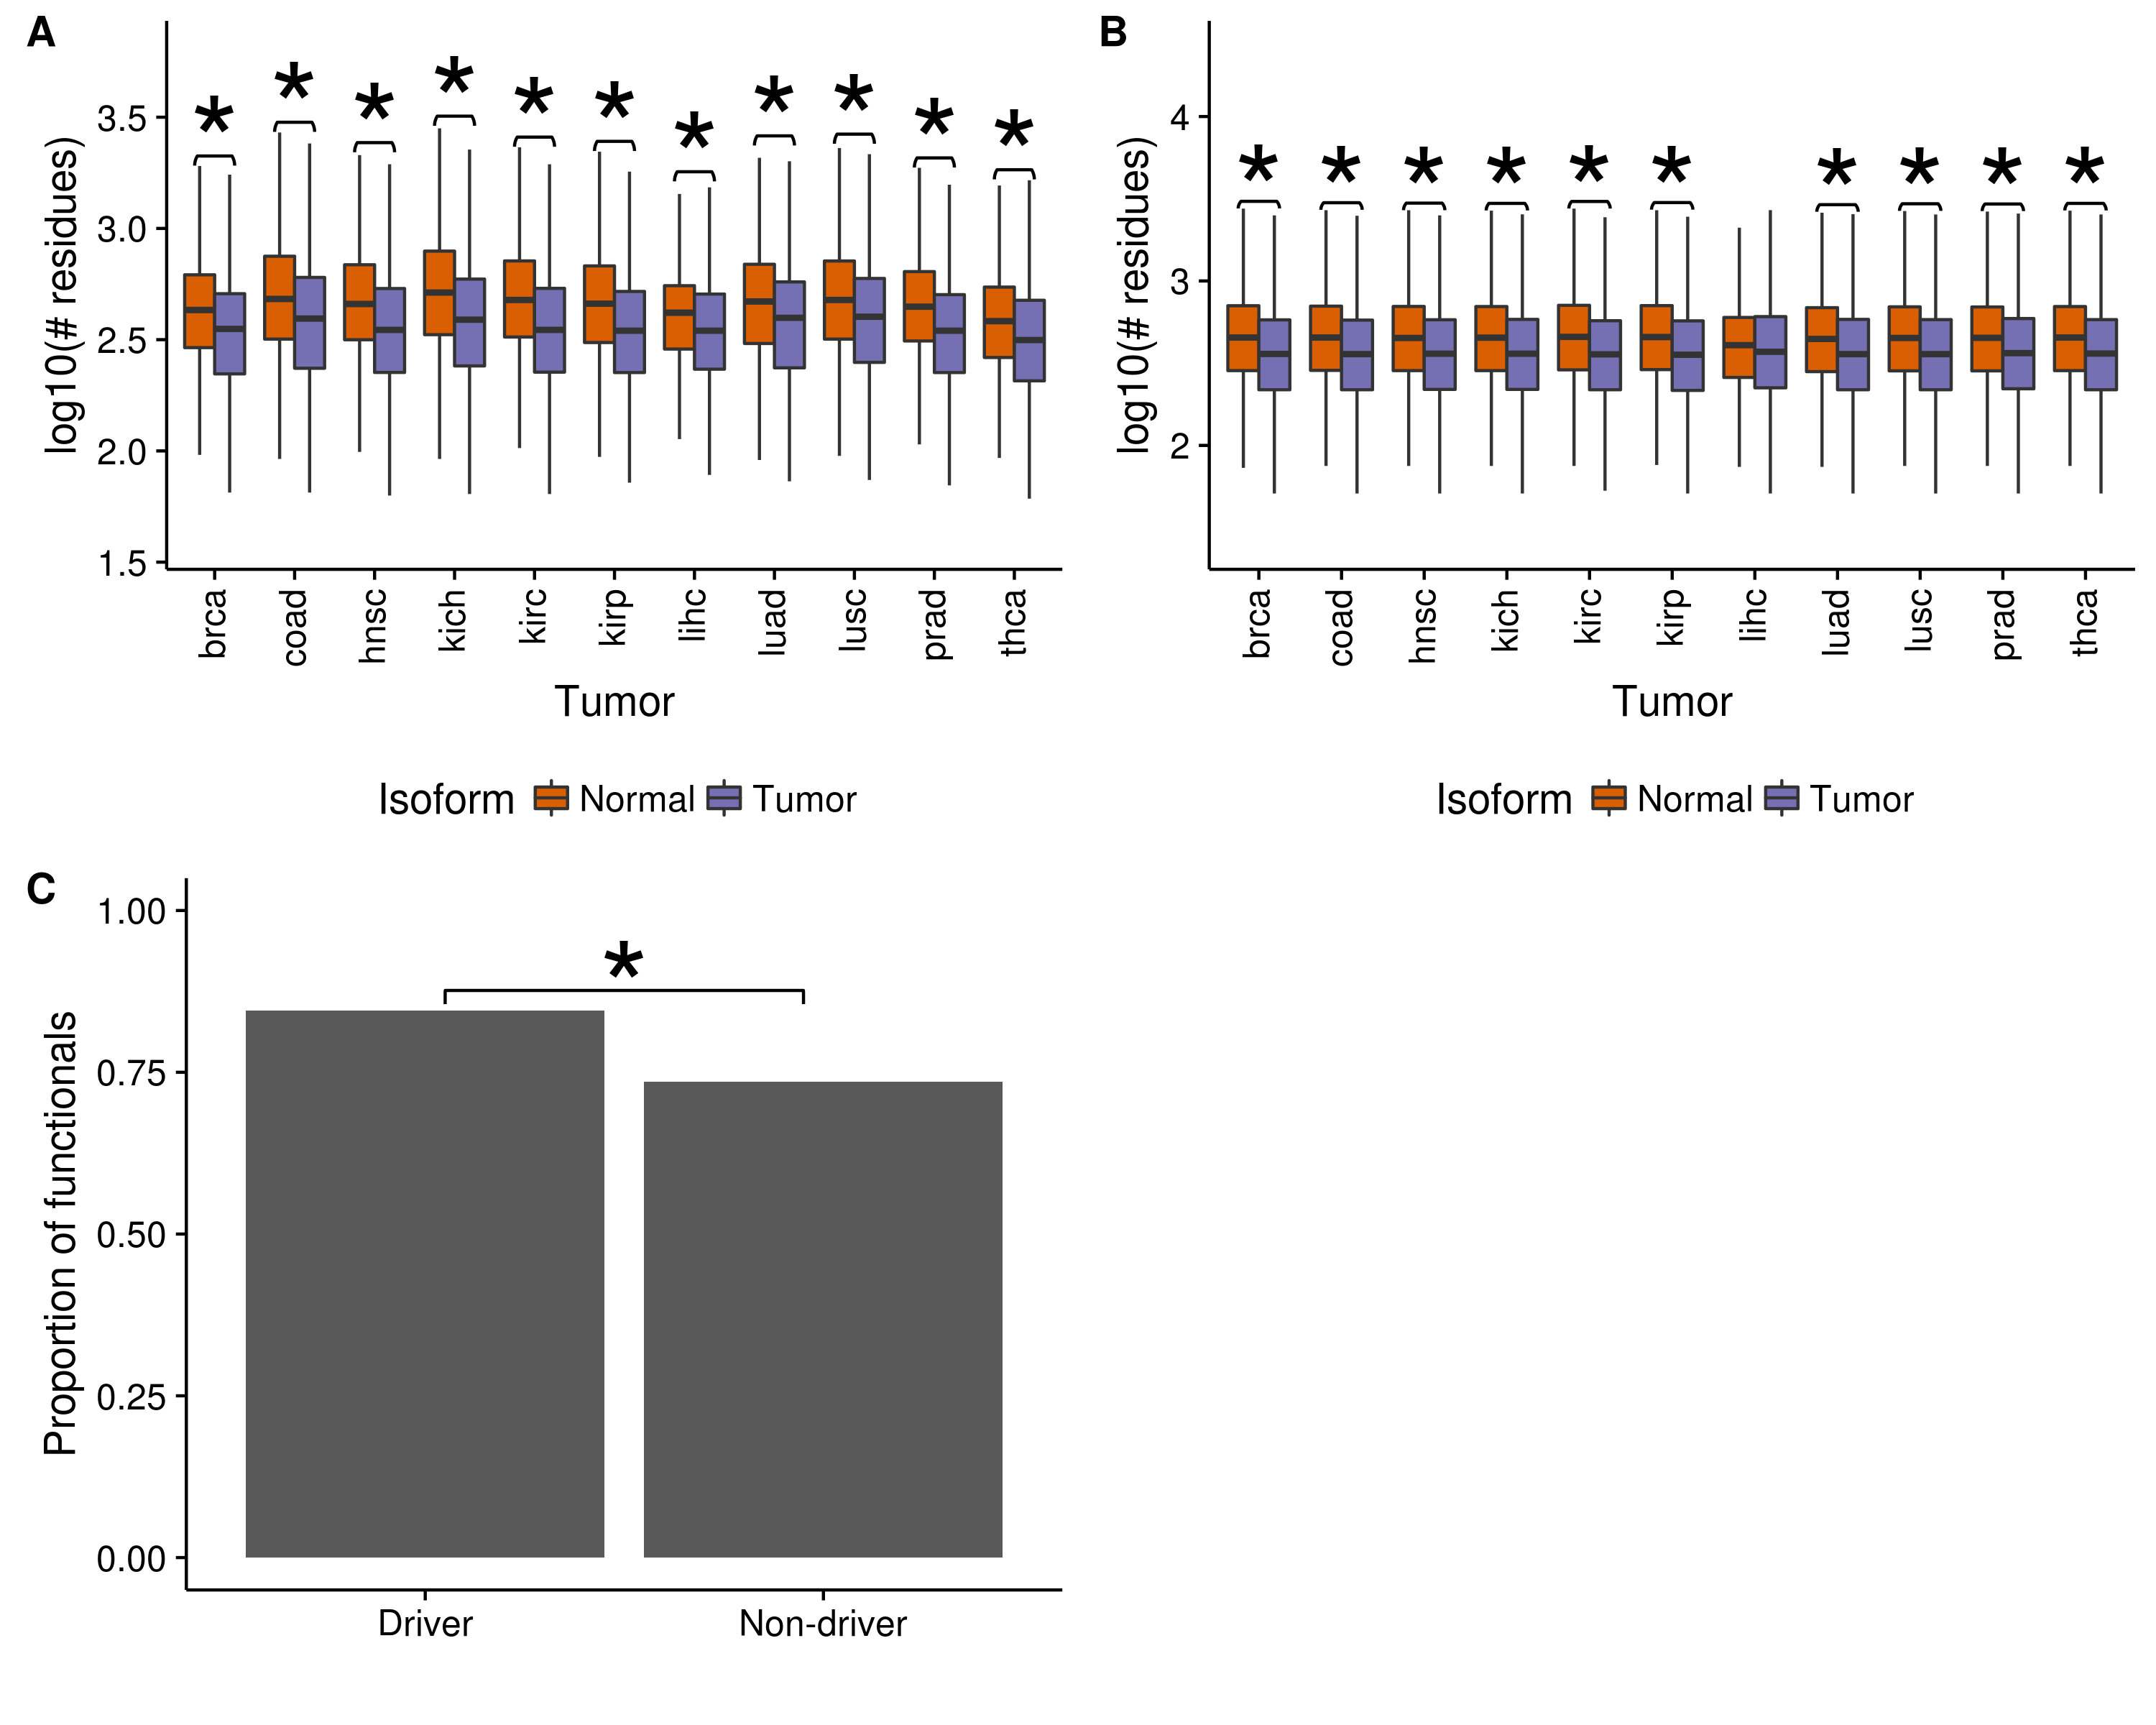 A
B
*
*
*
*
*
*
*
*
*
*
*
log10(# residues)
3.5
3.0
2.5
2.0
1.5
brca
coad
hnsc
kich
kirc
kirp
lihc
luad
lusc
prad
thca
Tumor
Isoform Normal Tumor
*
*
*
*
*
*
*
*
*
*
log10(# residues)
4
3
2
brca
coad
hnsc
kich
kirc
kirp
lihc
luad
lusc
prad
thca
Tumor
Isoform Normal Tumor
C
Proportion of functionals
1.00
0.75
0.50
0.25
0.00
*
Driver
Non-driver